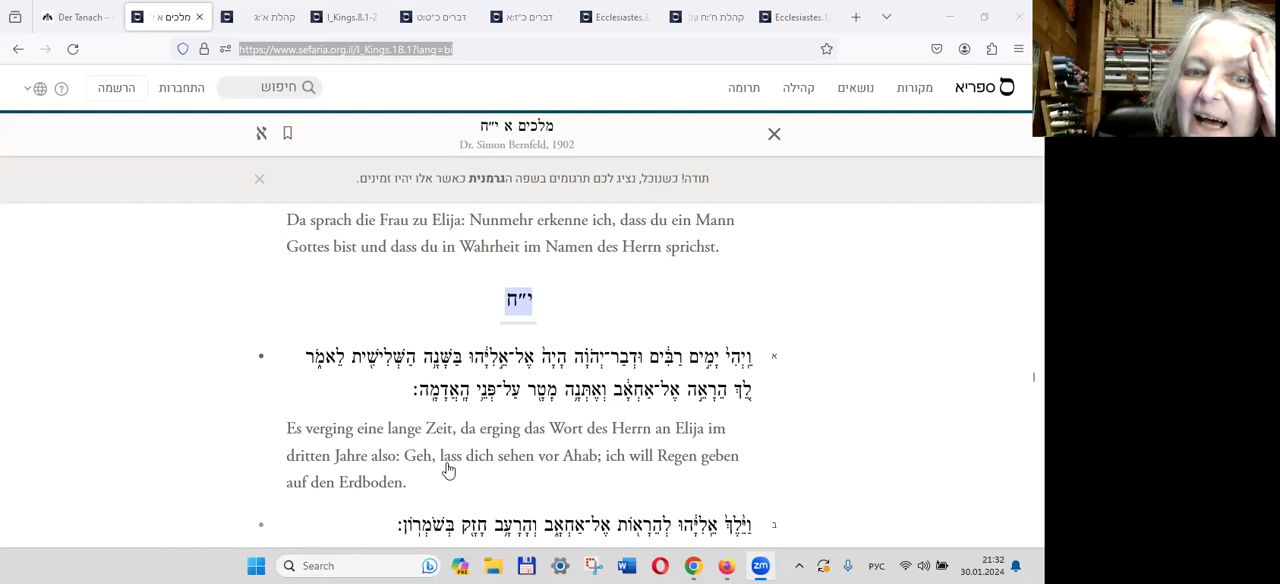 Der Tanach –
מלכים א י
קהלת א׳:ג
I_Kings.8.1-2
דברים כ״ט:ט
דברים כ״ז:א
Ecclesiastes.3
קהלת ח׳:ח עב
Ecclesiastes.12
https://www.sefaria.org.il/I_Kings.18.1?lang=bi
ספריא מקורות נושאים קהילה תרומה חיפוש התחברות הרשמה
מלכים א י״ח
Dr. Simon Bernfeld, 1902
תודה! כשנוכל, נציג לכם תרגומים בשפה הגרמנית כאשר אלו יהיו זמינים.
Da sprach die Frau zu Elija: Nunmehr erkenne ich, dass du ein Mann
Gottes bist und dass du in Wahrheit im Namen des Herrn sprichst.
י״ח
א וַֽיְהִי֙ יָמִ֣ים רַבִּ֔ים וּדְבַר־יְהֹוָ֗ה הָיָה֙ אֶל־אֵ֣לִיָּ֔הוּ בַּשָּׁנָ֥ה הַשְּׁלִישִׁ֖ית לֵאמֹ֑ר
לֵ֚ךְ הֵרָאֵ֣ה אֶל־אַחְאָ֔ב וְאֶתְּנָ֥ה מָטָ֖ר עַל־פְּנֵ֥י הָאֲדָמָֽה׃
Es verging eine lange Zeit, da erging das Wort des Herrn an Elija im
dritten Jahre also: Geh, lass dich sehen vor Ahab; ich will Regen geben
auf den Erdboden.
ב וַיֵּ֙לֶךְ֙ אֵֽלִיָּ֔הוּ לְהֵרָא֖וֹת אֶל־אַחְאָ֑ב וְהָרָעָ֖ב חָזָ֥ק בְּשֹׁמְרֽוֹן׃
Search
PRE
W
zm
РУС
21:32
30.01.2024